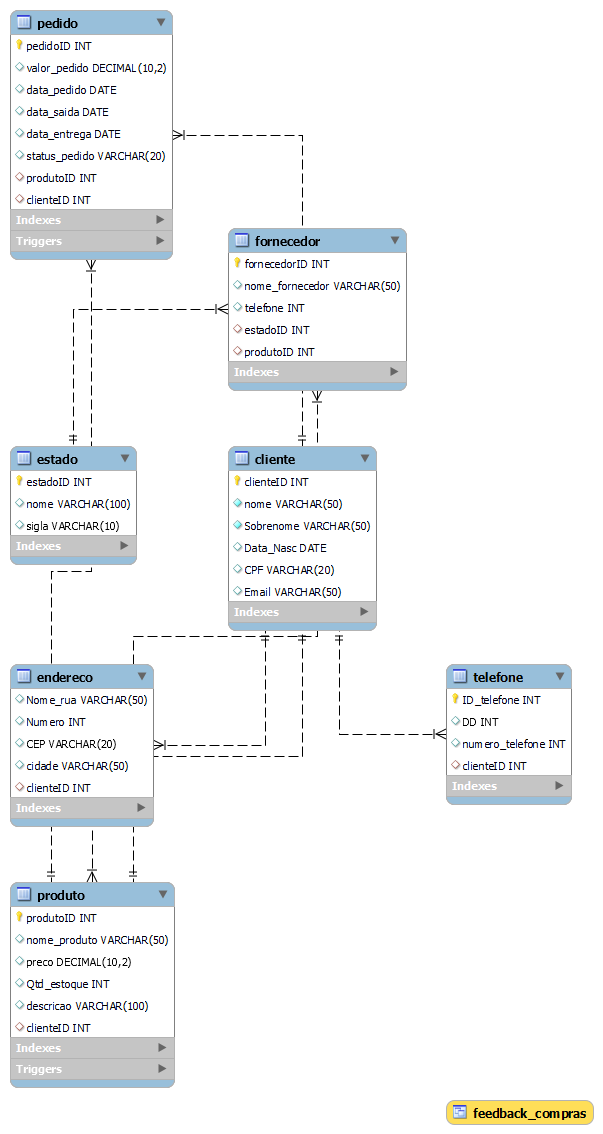 pedido
pedidoID INT
valor_pedido DECIMAL(10,2)
data_pedido DATE
data_saida DATE
data_entrega DATE
status_pedido VARCHAR(20)
produtoID INT
clienteID INT
Indexes
Triggers
fornecedor
fornecedorID INT
nome_fornecedor VARCHAR(50)
telefone INT
estadoID INT
produtoID INT
Indexes
estado
estadoID INT
nome VARCHAR(100)
sigla VARCHAR(10)
Indexes
cliente
clienteID INT
nome VARCHAR(50)
Sobrenome VARCHAR(50)
Data_Nasc DATE
CPF VARCHAR(20)
Email VARCHAR(50)
Indexes
endereco
Nome_rua VARCHAR(50)
Numero INT
CEP VARCHAR(20)
cidade VARCHAR(50)
clienteID INT
Indexes
telefone
ID_telefone INT
DD INT
numero_telefone INT
clienteID INT
Indexes
produto
produtoID INT
nome_produto VARCHAR(50)
preco DECIMAL(10,2)
Qtd_estoque INT
descricao VARCHAR(100)
clienteID INT
Indexes
Triggers
feedback_compras